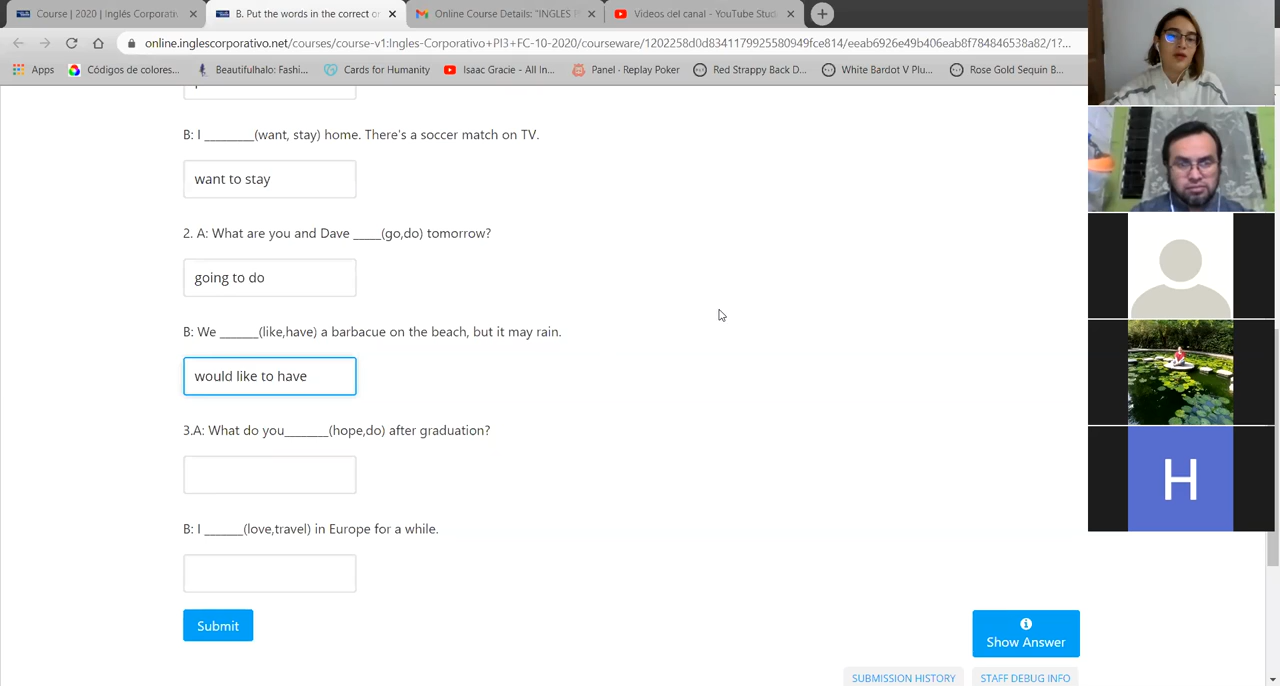 Course | 2020 | Inglés Corporati
B. Put the words in the correct or
Online Course Details: "INGLES P
Videos del canal - YouTube Stud
online.inglescorporativo.net/courses/course-v1:Ingles-Corporativo+PI3+FC-10-2020/courseware/1202258d0d8341179925580949fce814/eeab6926e49b406eab8f784846538a82/1?...
Apps
Códigos de colores...
Beautifulhalo: Fashi...
Cards for Humanity
Isaac Gracie - All In...
Panel · Replay Poker
Red Strappy Back D...
White Bardot V Plu...
Rose Gold Sequin B...
B: I ________(want, stay) home. There's a soccer match on TV.
want to stay
2. A: What are you and Dave ____(go,do) tomorrow?
going to do
B: We ______(like,have) a barbacue on the beach, but it may rain.
would like to have
3.A: What do you_______(hope,do) after graduation?
B: I ______(love,travel) in Europe for a while.
Submit
Show Answer
SUBMISSION HISTORY
STAFF DEBUG INFO
H